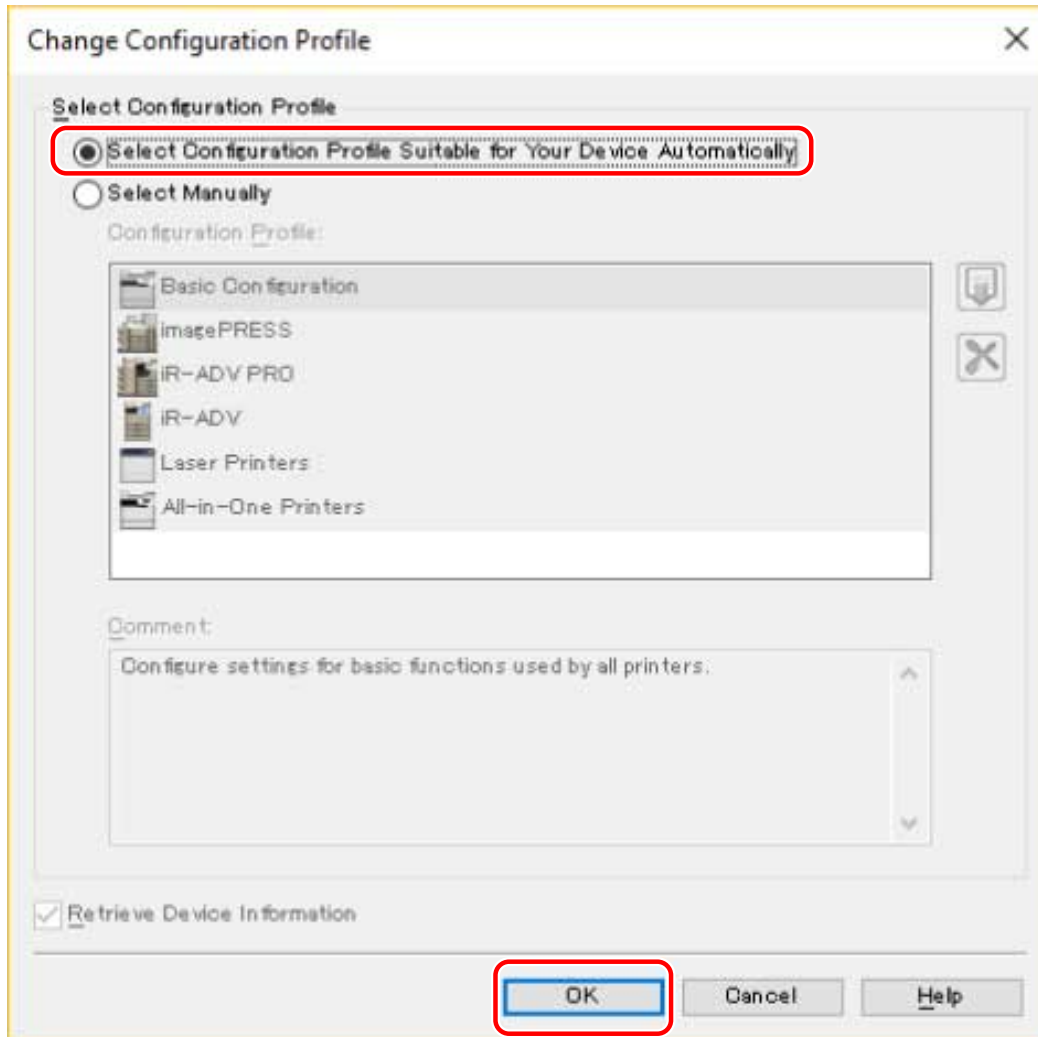 Change Configuration Profile
Select Configuration Profile
Select Configuration Profile Suitable for Your Device Automatically
Select Manually
Configuration Profile:
Basic Configuration
imagePRESS
iR-ADV PRO
iR-ADV
Laser Printers
All-in-One Printers
Comment:
Configure settings for basic functions used by all printers.
Retrieve Device Information
OK
Cancel
Help